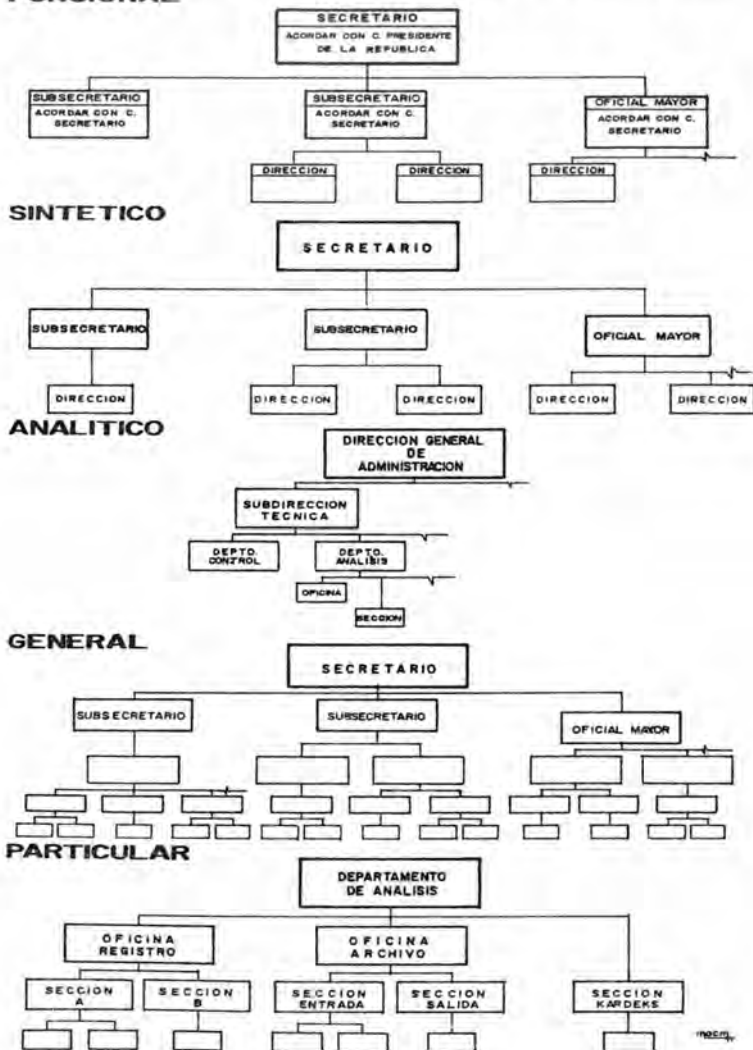 SECRETARIO
ACORDAR CON C. PRESIDENTE
DE LA REPUBLICA
SUBSECRETARIO
ACORDAR CON C.
SECRETARIO
SUBSECRETARIO
ACORDAR CON C.
SECRETARIO
OFICIAL MAYOR
ACORDAR CON C.
SECRETARIO
DIRECCION
DIRECCION
DIRECCION
SINTETICO
SECRETARIO
SUBSECRETARIO
SUBSECRETARIO
OFICIAL MAYOR
DIRECCION
DIRECCION
DIRECCION
DIRECCION
DIRECCION
ANALITICO
DIRECCION GENERAL
DE
ADMINISTRACION
SUBDIRECCION
TECNICA
DEPTO.
CONTROL
DEPTO.
ANALISIS
OFICINA
SECCION
GENERAL
SECRETARIO
SUBSECRETARIO
SUBSECRETARIO
OFICIAL MAYOR
PARTICULAR
DEPARTAMENTO
DE ANALISIS
OFICINA
REGISTRO
OFICINA
ARCHIVO
SECCION
A
SECCION
B
SECCION
ENTRADA
SECCION
SALIDA
SECCION
KARDEKS